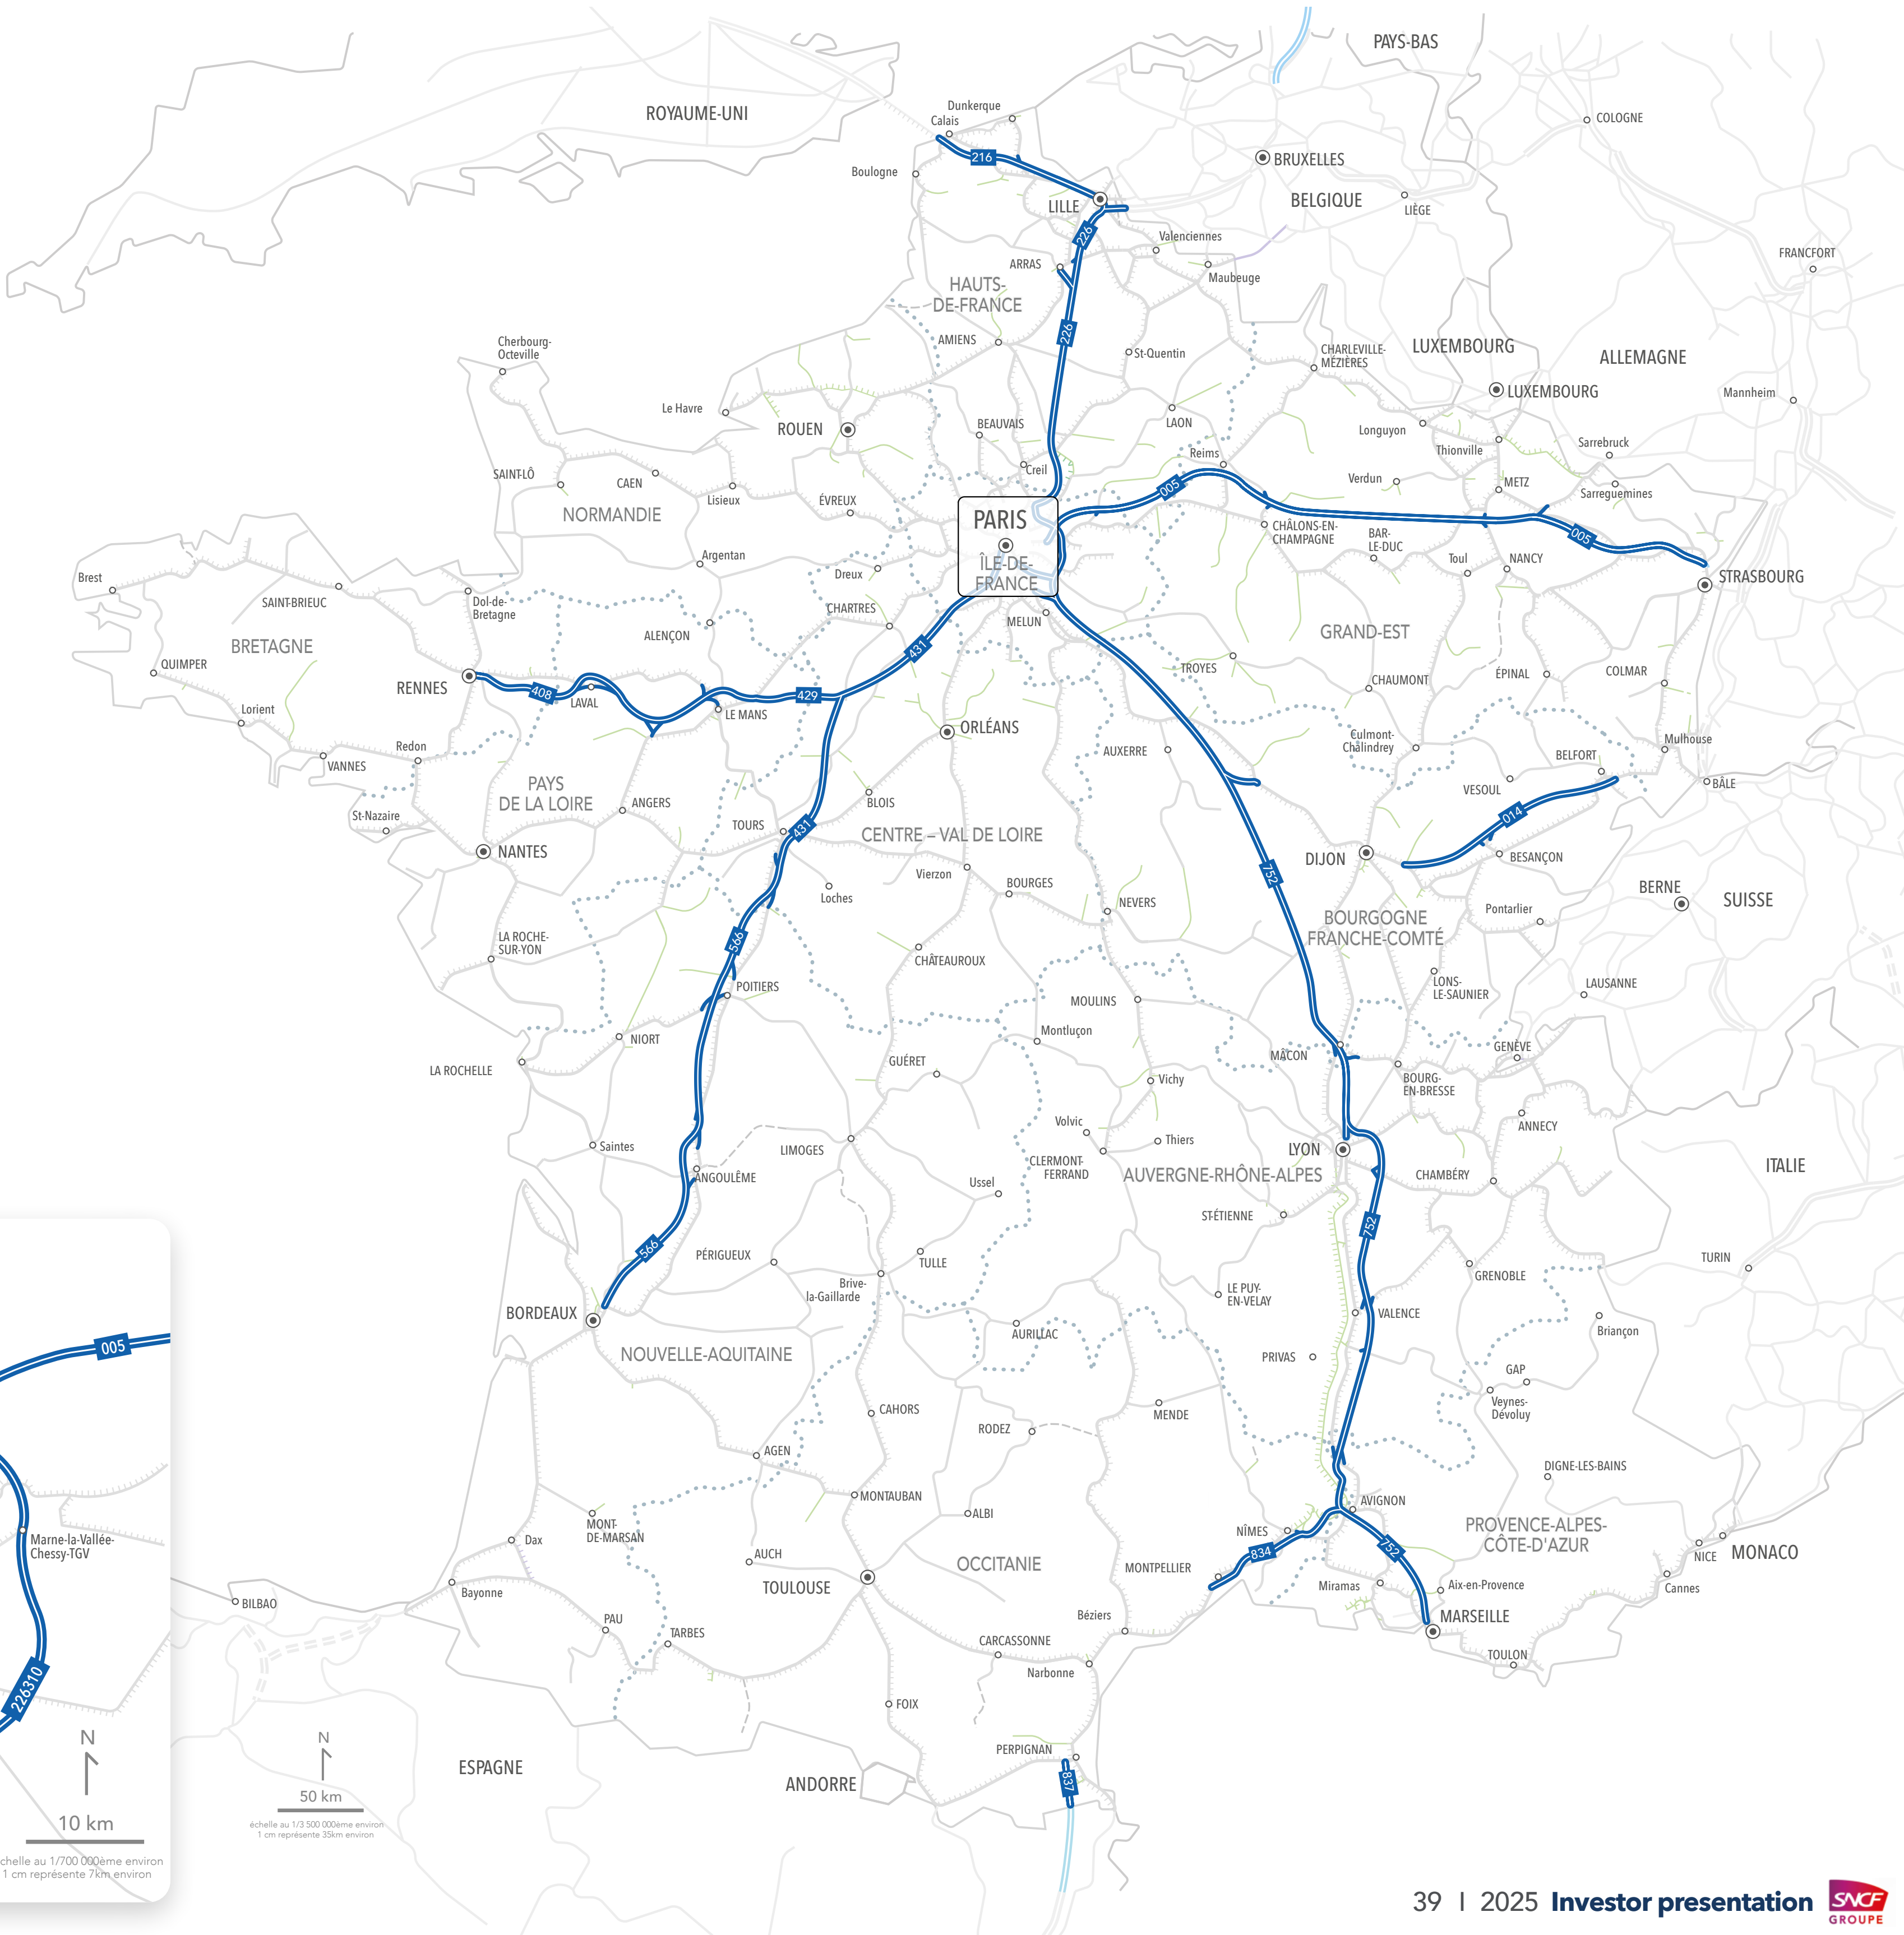 PAYS-BAS
ROYAUME-UNI
Dunkerque
Calais
COLOGNE
216
BRUXELLES
Boulogne
BELGIQUE
LIÈGE
LILLE
226
Valenciennes
FRANCFORT
ARRAS
Maubeuge
HAUTS-
DE-FRANCE
226
AMIENS
Cherbourg-
Octeville
St-Quentin
CHARLEVILLE-
MÉZIÈRES
LUXEMBOURG
ALLEMAGNE
LUXEMBOURG
Mannheim
Le Havre
ROUEN
BEAUVAIS
LAON
Longuyon
Thionville
Sarrebruck
Reims
Creil
SAINT-LÔ
CAEN
Lisieux
ÉVREUX
Verdun
METZ
Sarreguemines
005
NORMANDIE
PARIS
CHÂLONS-EN-
CHAMPAGNE
BAR-
LE-DUC
005
Argentan
Dreux
ÎLE-DE-
FRANCE
Toul
NANCY
STRASBOURG
Brest
SAINT-BRIEUC
Dol-de-
Bretagne
CHARTRES
MELUN
ALENÇON
BRETAGNE
431
GRAND-EST
QUIMPER
TROYES
CHAUMONT
ÉPINAL
COLMAR
RENNES
408
LAVAL
429
LE MANS
Lorient
ORLÉANS
AUXERRE
Culmont-
Châlindrey
Mulhouse
Redon
VANNES
BELFORT
VESOUL
BÂLE
PAYS
DE LA LOIRE
ANGERS
BLOIS
St-Nazaire
TOURS
431
CENTRE – VAL DE LOIRE
014
NANTES
DIJON
BESANÇON
Vierzon
752
BOURGES
Loches
NEVERS
BERNE
SUISSE
BOURGOGNE
FRANCHE-COMTÉ
Pontarlier
LA ROCHE-
SUR-YON
566
CHÂTEAUROUX
LONS-
LE-SAUNIER
LAUSANNE
POITIERS
MOULINS
NIORT
Montluçon
MÂCON
GENÈVE
LA ROCHELLE
GUÉRET
Vichy
BOURG-
EN-BRESSE
Volvic
Thiers
ANNECY
Saintes
LIMOGES
CLERMONT-
FERRAND
LYON
ITALIE
ANGOULÊME
AUVERGNE-RHÔNE-ALPES
CHAMBÉRY
Ussel
ST-ÉTIENNE
752
566
PÉRIGUEUX
TULLE
TURIN
Brive-
la-Gaillarde
LE PUY-
EN-VELAY
GRENOBLE
BORDEAUX
VALENCE
AURILLAC
Briançon
005
NOUVELLE-AQUITAINE
PRIVAS
GAP
Veynes-
Dévoluy
CAHORS
MENDE
RODEZ
AGEN
DIGNE-LES-BAINS
MONTAUBAN
AVIGNON
ALBI
MONT-
DE-MARSAN
NÎMES
PROVENCE-ALPES-
CÔTE-D'AZUR
Marne-la-Vallée-
Chessy-TGV
Dax
AUCH
834
752
OCCITANIE
NICE
MONACO
MONTPELLIER
TOULOUSE
Miramas
Aix-en-Provence
Cannes
Bayonne
BILBAO
Béziers
MARSEILLE
PAU
TARBES
CARCASSONNE
Narbonne
TOULON
226310
FOIX
N
N
PERPIGNAN
ESPAGNE
ANDORRE
837
50 km
10 km
échelle au 1/3 500 000ème environ
1 cm représente 35km environ
chelle au 1/700 000ème environ
1 cm représente 7km environ
39 I 2025 Investor presentation
SNCF
GROUPE